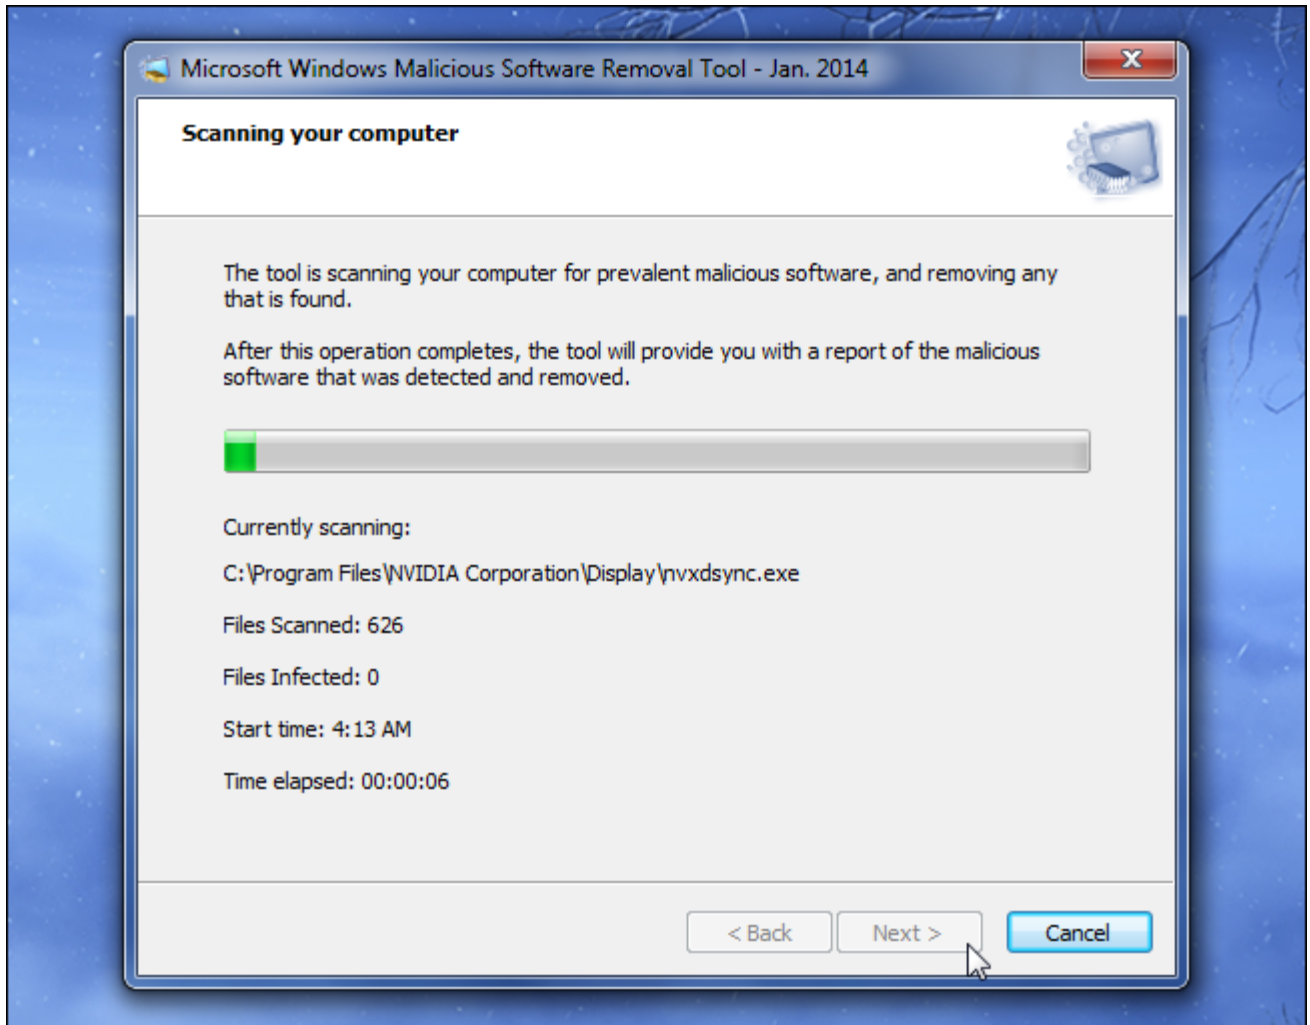 Microsoft Windows Malicious Software Removal Tool - Jan. 2014
Scanning your computer
The tool is scanning your computer for prevalent malicious software, and removing any
that is found.
After this operation completes, the tool will provide you with a report of the malicious
software that was detected and removed.
Currently scanning:
C:\Program Files\NVIDIA Corporation\Display\nvxdsync.exe
Files Scanned: 626
Files Infected: 0
Start time: 4:13 AM
Time elapsed: 00:00:06
< Back Next > Cancel